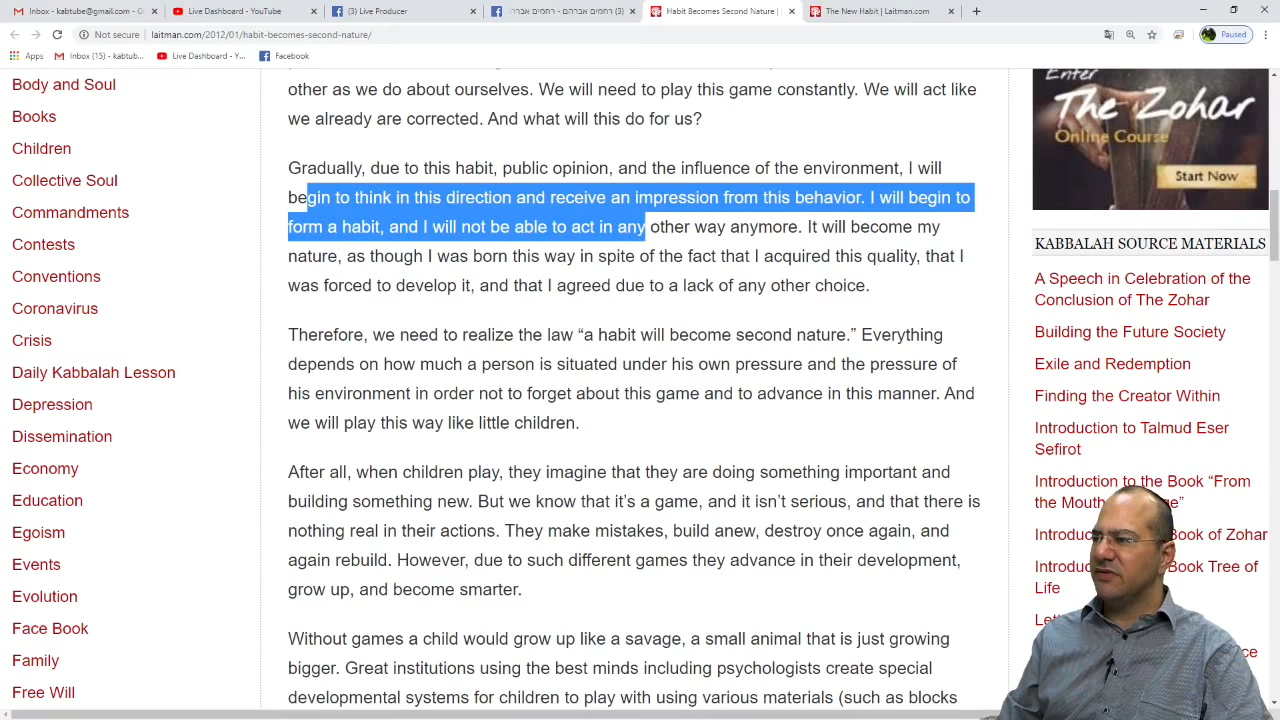 Inbox - kabtube@gmail.com - G
Live Dashboard - YouTube
(3) Live Producer
(3) רחמים אברהם - רחמים אברה
Habit Becomes Second Nature |
The New Habit | Laitman.com
Not secure | laitman.com/2012/01/habit-becomes-second-nature/
Paused
Apps
Inbox (15) - kabtub...
Live Dashboard - Y...
Facebook
Body and Soul
Books
Children
Collective Soul
Commandments
Contests
Conventions
Coronavirus
Crisis
Daily Kabbalah Lesson
Depression
Dissemination
Economy
Education
Egoism
Events
Evolution
Face Book
Family
Free Will
other as we do about ourselves. We will need to play this game constantly. We will act like
we already are corrected. And what will this do for us?
Gradually, due to this habit, public opinion, and the influence of the environment, I will
begin to think in this direction and receive an impression from this behavior. I will begin to
form a habit, and I will not be able to act in any other way anymore. It will become my
nature, as though I was born this way in spite of the fact that I acquired this quality, that I
was forced to develop it, and that I agreed due to a lack of any other choice.
Therefore, we need to realize the law “a habit will become second nature.” Everything
depends on how much a person is situated under his own pressure and the pressure of
his environment in order not to forget about this game and to advance in this manner. And
we will play this way like little children.
After all, when children play, they imagine that they are doing something important and
building something new. But we know that it’s a game, and it isn’t serious, and that there is
nothing real in their actions. They make mistakes, build anew, destroy once again, and
again rebuild. However, due to such different games they advance in their development,
grow up, and become smarter.
Without games a child would grow up like a savage, a small animal that is just growing
bigger. Great institutions using the best minds including psychologists create special
developmental systems for children to play with using various materials (such as blocks
Enter
The Zohar
Online Course
Start Now
KABBALAH SOURCE MATERIALS
A Speech in Celebration of the
Conclusion of The Zohar
Building the Future Society
Exile and Redemption
Finding the Creator Within
Introduction to Talmud Eser
Sefirot
Introduction to the Book “From
the Mouth
Book of Zohar
Book Tree of
Life